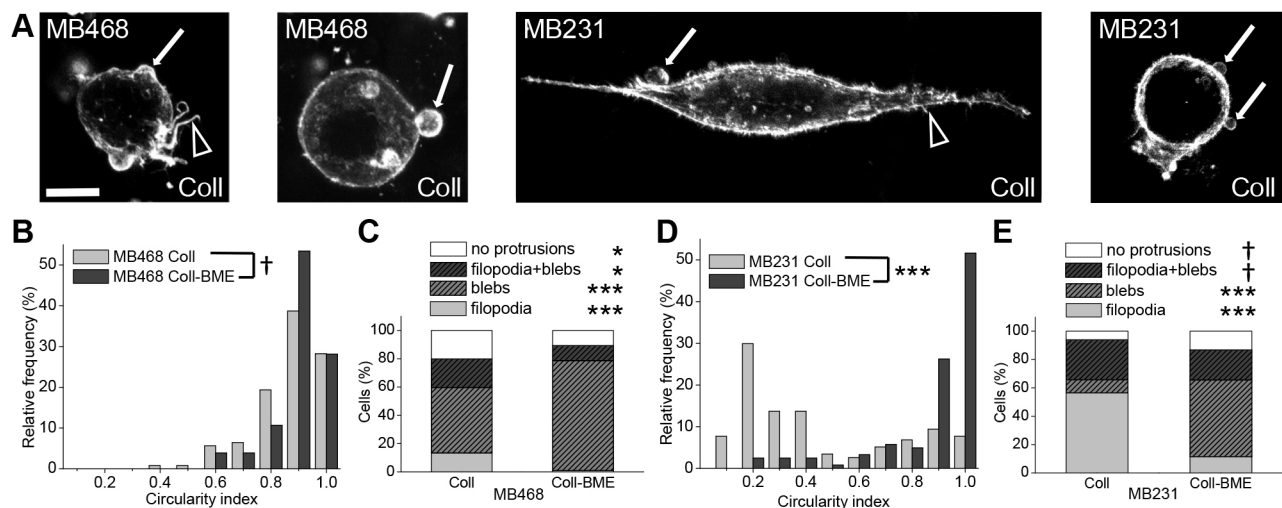 A
MB468
Coll
MB468
Coll
MB231
Coll
MB231
Coll
B
Relative frequency (%)
50
40
30
20
10
0
MB468 Coll
MB468 Coll-BME
†
0.2 0.4 0.6 0.8 1.0
Circularity index
C
no protrusions *
filopodia+blebs *
blebs ***
filopodia ***
Cells (%)
100
80
60
40
20
0
Coll Coll-BME
MB468
D
Relative frequency (%)
50
40
30
20
10
0
MB231 Coll
MB231 Coll-BME
***
0.2 0.4 0.6 0.8 1.0
Circularity index
E
no protrusions †
filopodia+blebs †
blebs ***
filopodia ***
Cells (%)
100
80
60
40
20
0
Coll Coll-BME
MB231